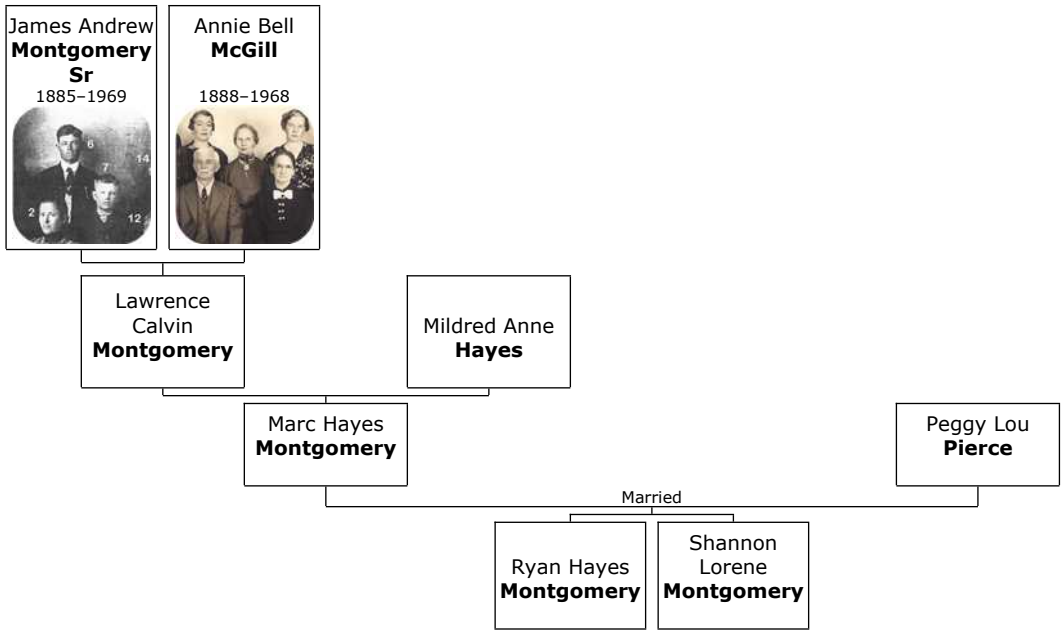 James Andrew
Montgomery
Sr
1885–1969
6
14
7
2
12
Annie Bell
McGill
1888–1968
Lawrence
Calvin
Montgomery
Mildred Anne
Hayes
Marc Hayes
Montgomery
Peggy Lou
Pierce
Married
Ryan Hayes
Montgomery
Shannon
Lorene
Montgomery